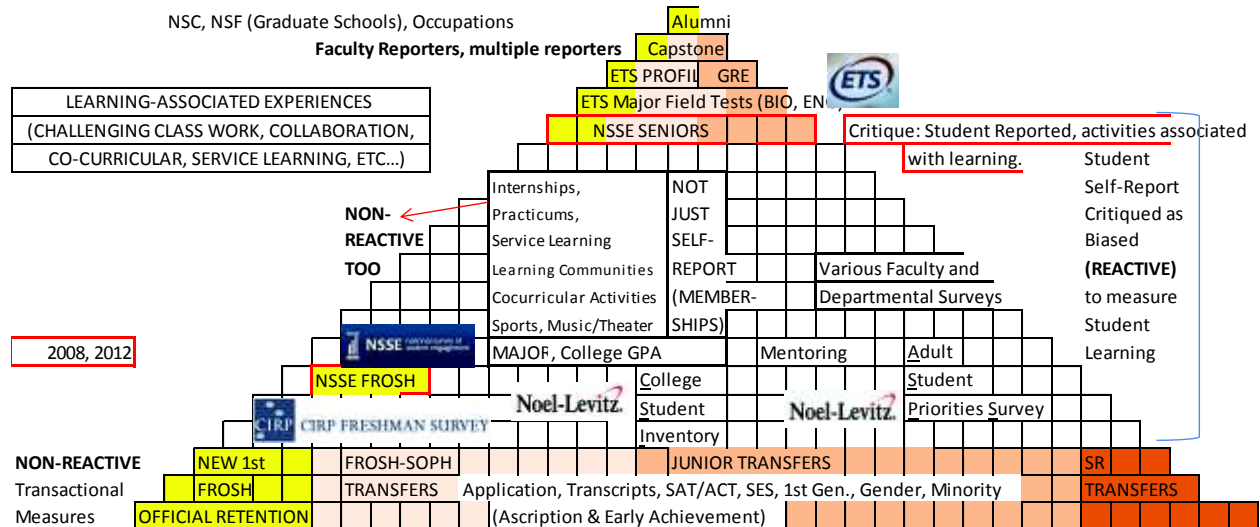 NSC, NSF (Graduate Schools), Occupations
Alumni
Faculty Reporters, multiple reporters
Capstone
ETS PROFIL GRE
ETS
LEARNING-ASSOCIATED EXPERIENCES
ETS Major Field Tests (BIO, ENG,
(CHALLENGING CLASS WORK, COLLABORATION,
NSSE SENIORS
Critique: Student Reported, activities associated
CO-CURRICULAR, SERVICE LEARNING, ETC...)
with learning.
Student
Self-Report
Critiqued as
Biased
(REACTIVE)
to measure
Student
Learning
NON-
REACTIVE
TOO
Internships,
Practicums,
Service Learning
Learning Communities
Cocurricular Activities
Sports, Music/Theater
NOT
JUST
SELF-
REPORT
(MEMBER-
SHIPS)
Various Faculty and
Departmental Surveys
2008, 2012
NSSE national survey of
student engagement
MAJOR, College GPA
Mentoring
Adult
Student
Priorities Survey
NSSE FROSH
College
Student
Inventory
Noel-Levitz.
Noel-Levitz.
CIRP CIRP FRESHMAN SURVEY
NON-REACTIVE
NEW 1st
FROSH-SOPH
JUNIOR TRANSFERS
SR
Transactional
FROSH
TRANSFERS
Application, Transcripts, SAT/ACT, SES, 1st Gen., Gender, Minority
TRANSFERS
Measures
OFFICIAL RETENTION
(Ascription & Early Achievement)